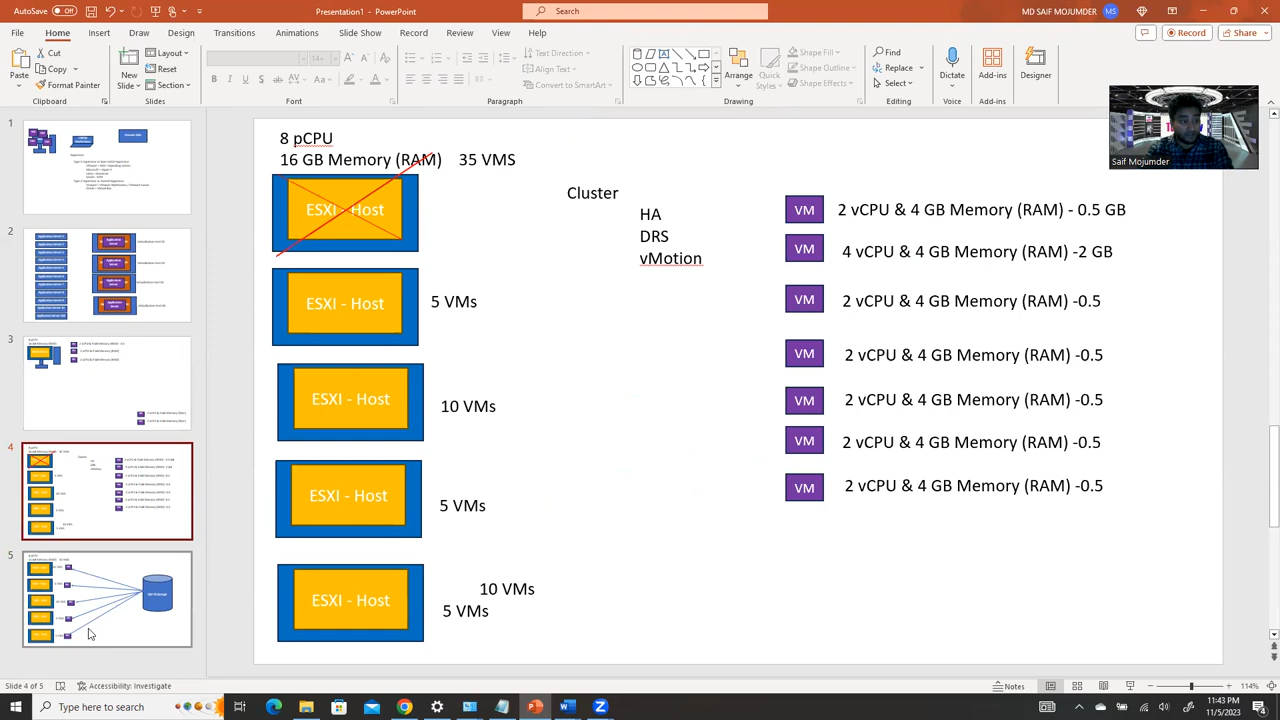 Search
MD SAIF MOJUMDER
MS
File
Home
Insert
Draw
Design
Transitions
Animations
Slide Show
Record
Review
View
Help
Record
Share
Paste
Cut
Copy
Format Painter
Clipboard
New
Slide
Layout
Reset
Section
Slides
14+
Font
Text Direction
Align Text
Convert to SmartArt
Paragraph
Arrange
Quick
Styles
Shape Fill
Shape Outline
Shape Effects
Drawing
Find
Replace
Select
Editing
Dictate
Voice
Add-ins
Add-ins
Designer
Saif Mojumder
1
2
3
4
5
8 pCPU
16 GB Memory (RAM) 35 VMS
ESXI - Host
ESXI - Host
5 VMs
ESXI - Host
10 VMs
ESXI - Host
5 VMs
ESXI - Host
10 VMs
5 VMs
Cluster
HA
DRS
vMotion
VM 2 vCPU & 4 GB Memory (RAM) - 0.5 GB
VM 4 vCPU & 4 GB Memory (RAM) -2 GB
VM 2 vCPU & 4 GB Memory (RAM) -0.5
VM 2 vCPU & 4 GB Memory (RAM) -0.5
VM 2 vCPU & 4 GB Memory (RAM) -0.5
VM 2 vCPU & 4 GB Memory (RAM) -0.5
VM 2 vCPU & 4 GB Memory (RAM) -0.5
Slide 4 of 5
Accessibility: Investigate
Notes
114%
Type here to search
11:43 PM
11/5/2023